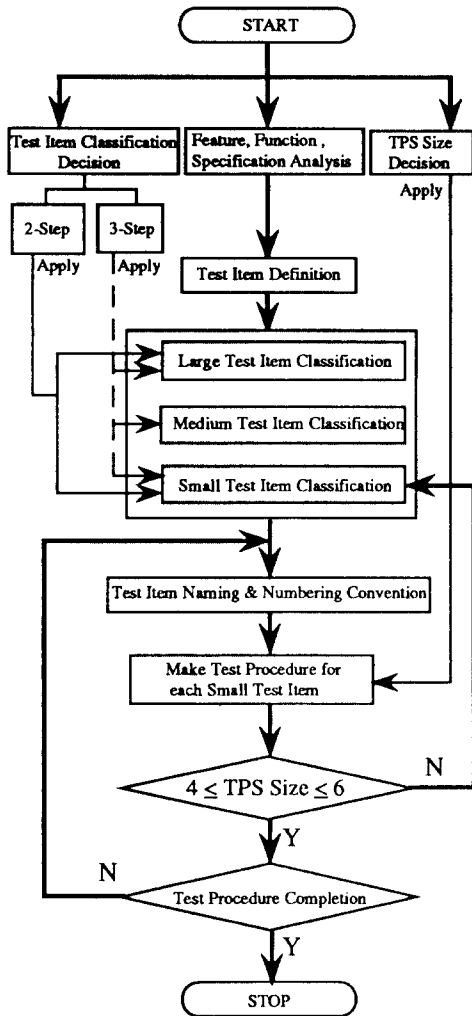 START
Test Item Classification
Decision
Feature, Function ,
Specification Analysis
TPS Size
Decision
Apply
2-Step
3-Step
Apply
Apply
Test Item Definition
Large Test Item Classification
Medium Test Item Classification
Small Test Item Classification
Test Item Naming & Numbering Convention
Make Test Procedure for
each Small Test Item
4 ≤ TPS Size ≤ 6
N
Y
N
Test Procedure Completion
Y
STOP